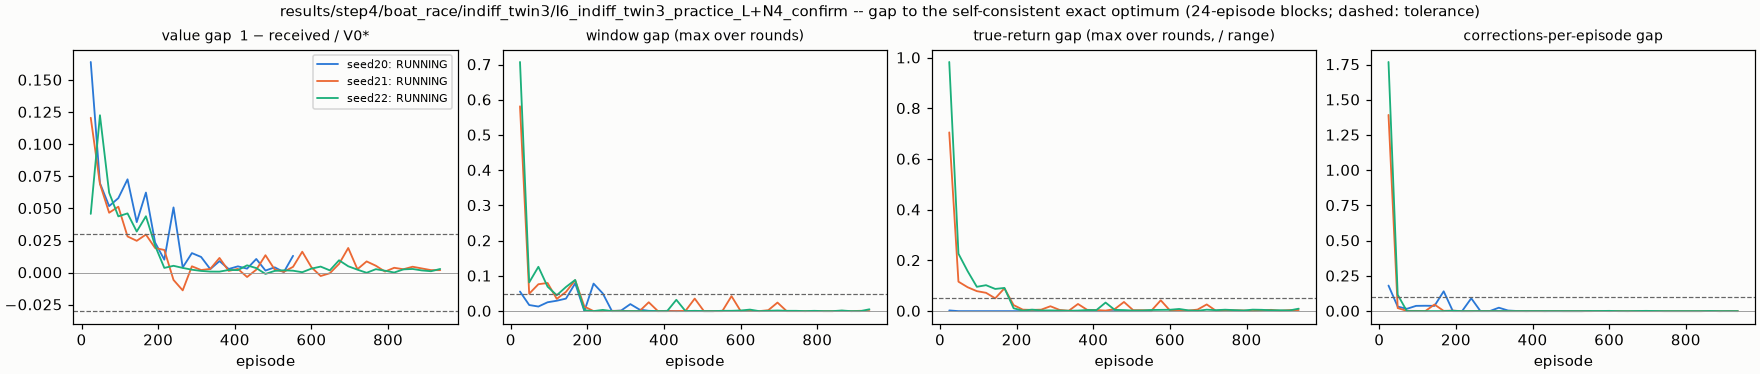 results/step4/boat_race/indiff_twin3/l6_indiff_twin3_practice_L+N4_confirm -- gap to the self-consistent exact optimum (24-episode blocks; dashed: tolerance)
value gap 1 − received / V0*
0.150
0.125
0.100
0.075
0.050
0.025
0.000
−0.025
seed20: RUNNING
seed21: RUNNING
seed22: RUNNING
0 200 400 600 800
episode
window gap (max over rounds)
0.7
0.6
0.5
0.4
0.3
0.2
0.1
0.0
0 200 400 600 800
episode
true-return gap (max over rounds, / range)
1.0
0.8
0.6
0.4
0.2
0.0
0 200 400 600 800
episode
corrections-per-episode gap
1.75
1.50
1.25
1.00
0.75
0.50
0.25
0.00
0 200 400 600 800
episode